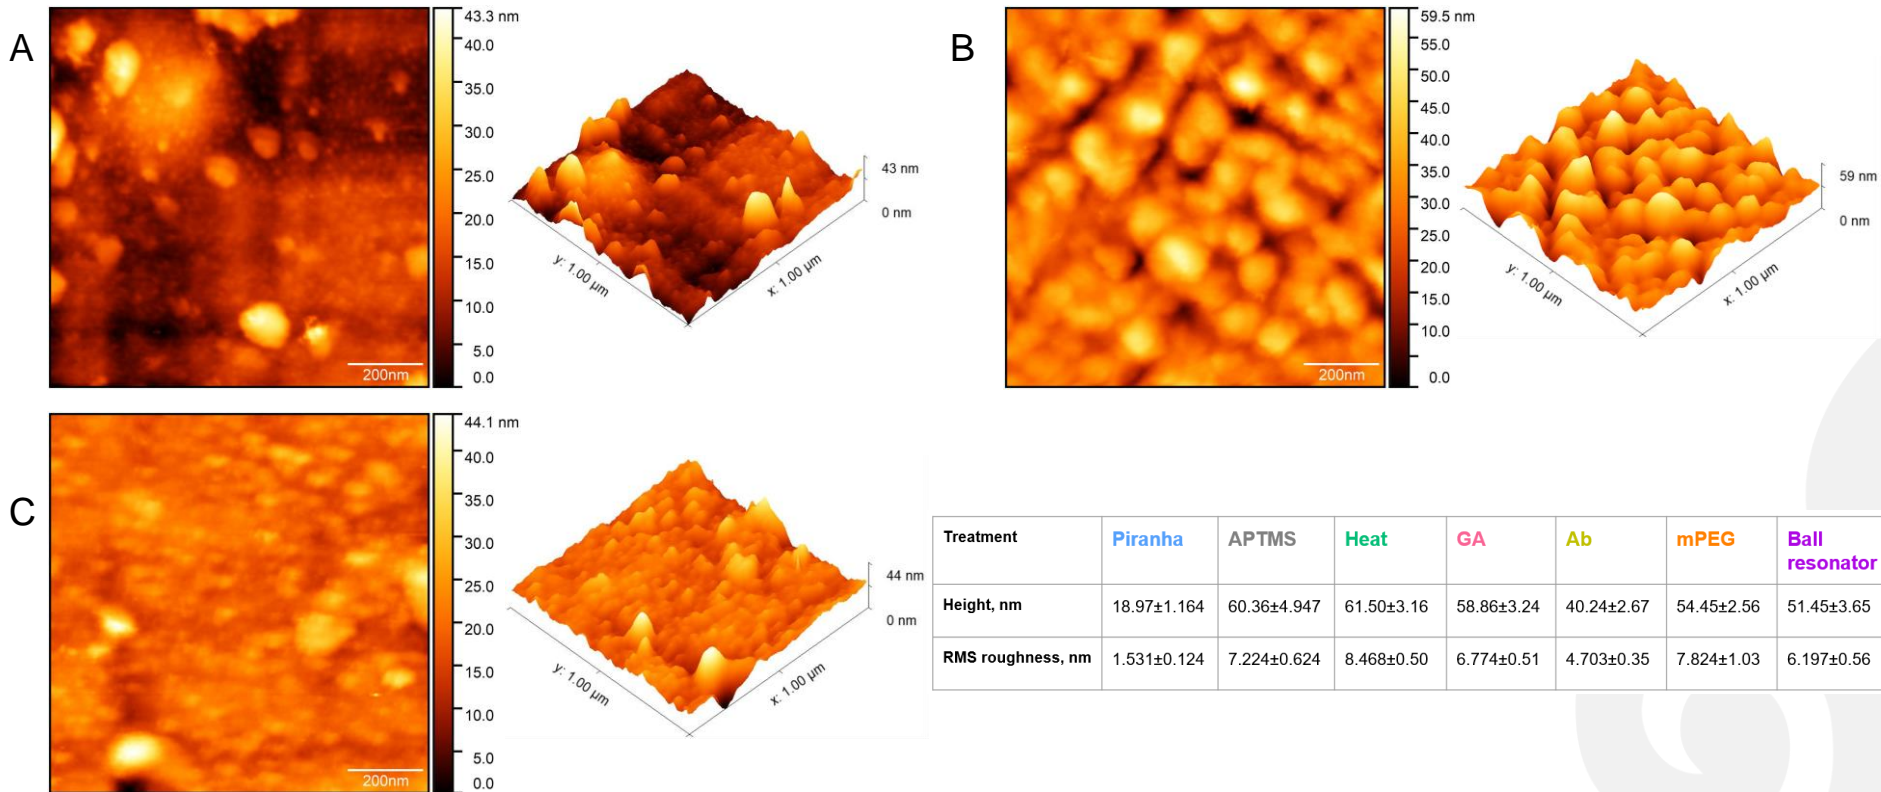 A
43.3 nm
40.0
35.0
30.0
25.0
20.0
15.0
10.0
5.0
0.0
200nm
43 nm
0 nm
y: 1.00 µm
x: 1.00 µm
B
59.5 nm
55.0
50.0
45.0
40.0
35.0
30.0
25.0
20.0
15.0
10.0
0.0
200nm
59 nm
0 nm
y: 1.00 µm
x: 1.00 µm
C
44.1 nm
40.0
35.0
30.0
25.0
20.0
15.0
10.0
5.0
0.0
200nm
44 nm
0 nm
y: 1.00 µm
x: 1.00 µm
Treatment Piranha APTMS Heat GA Ab mPEG Ball
resonator
Height, nm 18.97±1.164 60.36±4.947 61.50±3.16 58.86±3.24 40.24±2.67 54.45±2.56 51.45±3.65
RMS roughness, nm 1.531±0.124 7.224±0.624 8.468±0.50 6.774±0.51 4.703±0.35 7.824±1.03 6.197±0.56